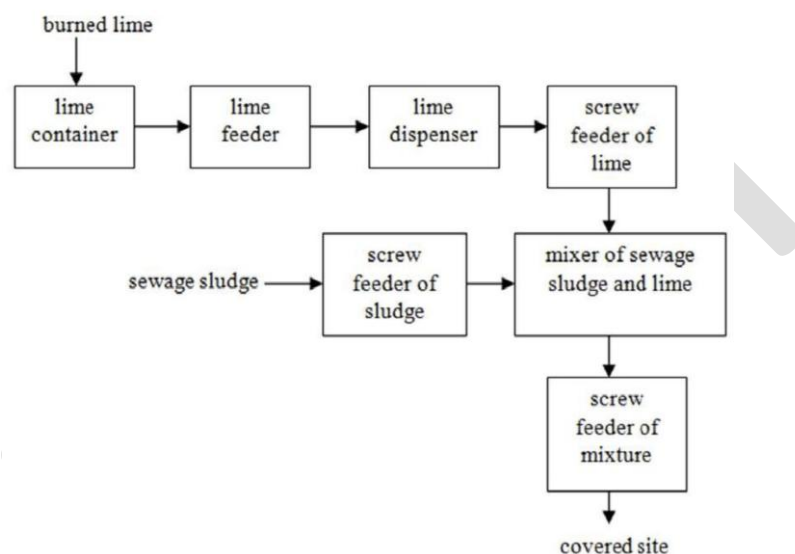 burned lime
lime
container
lime
feeder
lime
dispenser
screw
feeder of
lime
sewage sludge
screw
feeder of
sludge
mixer of sewage
sludge and lime
screw
feeder of
mixture
covered site